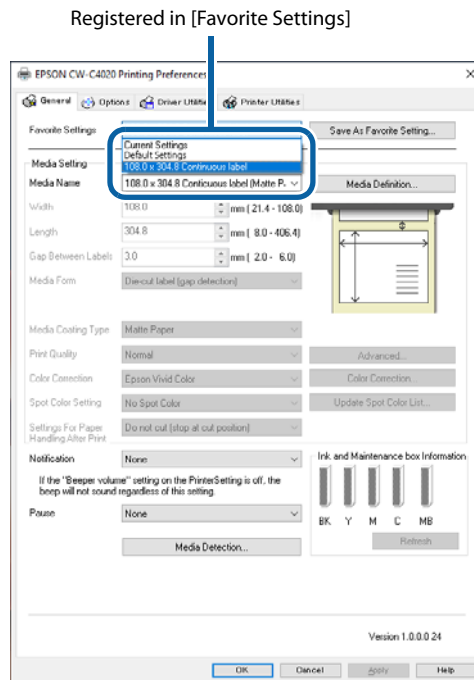 Registered in [Favorite Settings]
EPSON CW-C4020 Printing Preferences
General
Options
Driver Utilities
Printer Utilities
Favorite Settings
Save As Favorite Setting...
Current Settings
Default Settings
108.0 x 304.8 Continuous label
Media Setting
Media Name
108.0 x 304.8 Continuous label (Matte P
Media Definition...
Width
108.0
mm ( 21.4 - 108.0)
Length
304.8
mm ( 8.0 - 406.4)
Gap Between Labels
3.0
mm ( 2.0 - 6.0)
Media Form
Die-cut label (gap detection)
Media Coating Type
Matte Paper
Print Quality
Normal
Advanced...
Color Correction
Epson Vivid Color
Color Correction...
Spot Color Setting
No Spot Color
Update Spot Color List...
Settings For Paper
Handling After Print
Do not cut (stop at cut position)
Notification
None
Ink and Maintenance box Information
If the "Beeper volume" setting on the PrinterSetting is off, the
beep will not sound regardless of this setting.
Pause
None
BK Y M C MB
Refresh
Media Detection...
Version 1.0.0.0 24
OK
Cancel
Apply
Help